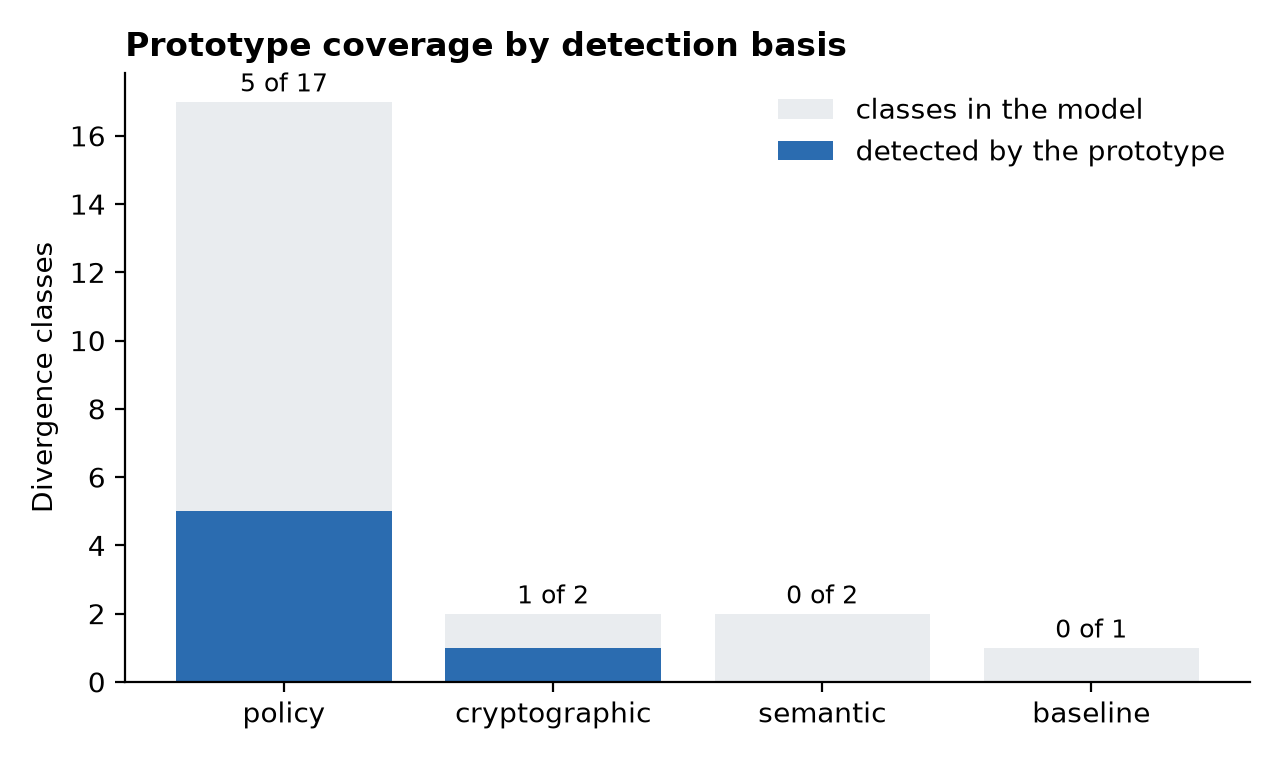 Prototype coverage by detection basis
5 of 17
classes in the model
detected by the prototype
16
14
12
10
8
6
4
2
0
Divergence classes
1 of 2
0 of 2
0 of 1
policy
cryptographic
semantic
baseline